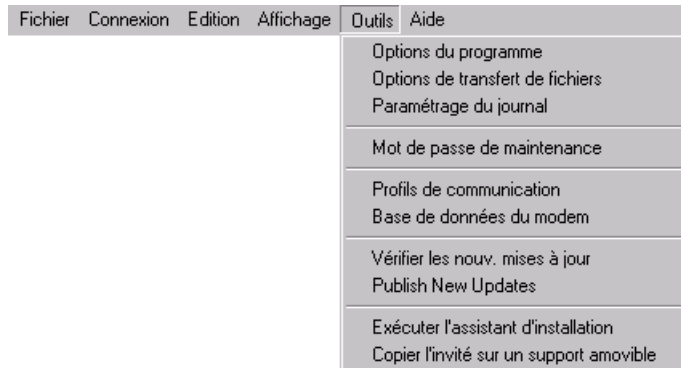 Fichier Connexion Edition Affichage Outils Aide
Options du programme
Options de transfert de fichiers
Paramétrage du journal
Mot de passe de maintenance
Profils de communication
Base de données du modem
Vérifier les nouv. mises à jour
Publish New Updates
Exécuter l'assistant d'installation
Copier l'invité sur un support amovible